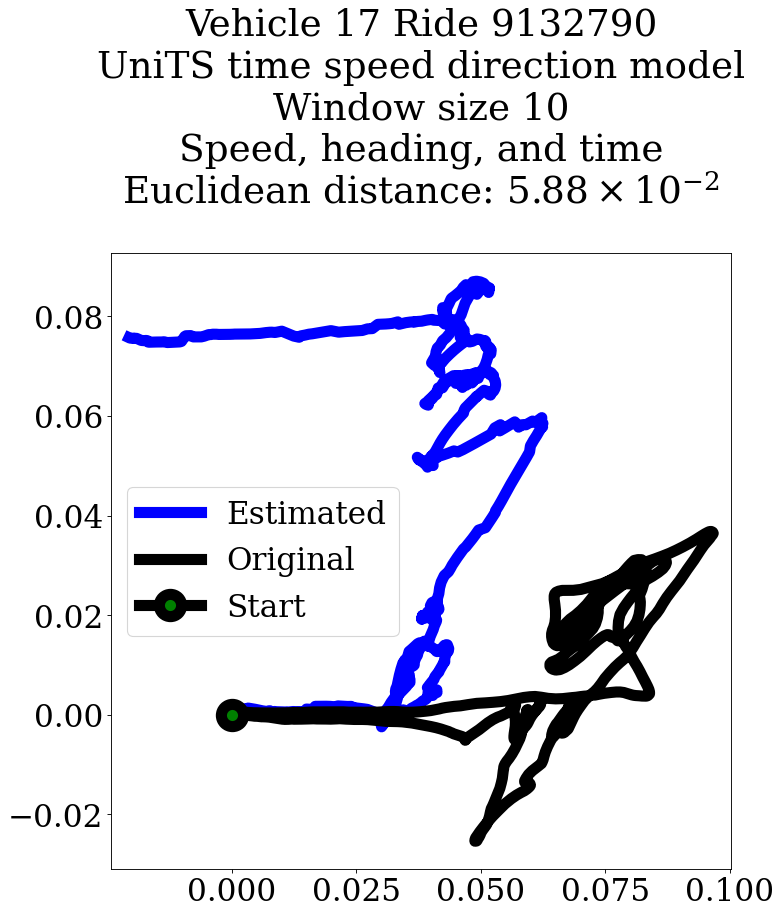 Vehicle 17 Ride 9132790
UniTS time speed direction model
Window size 10
Speed, heading, and time
Euclidean distance: 5.88 × 10⁻²
0.08
0.06
0.04
0.02
0.00
−0.02
Estimated
Original
Start
0.000 0.025 0.050 0.075 0.100